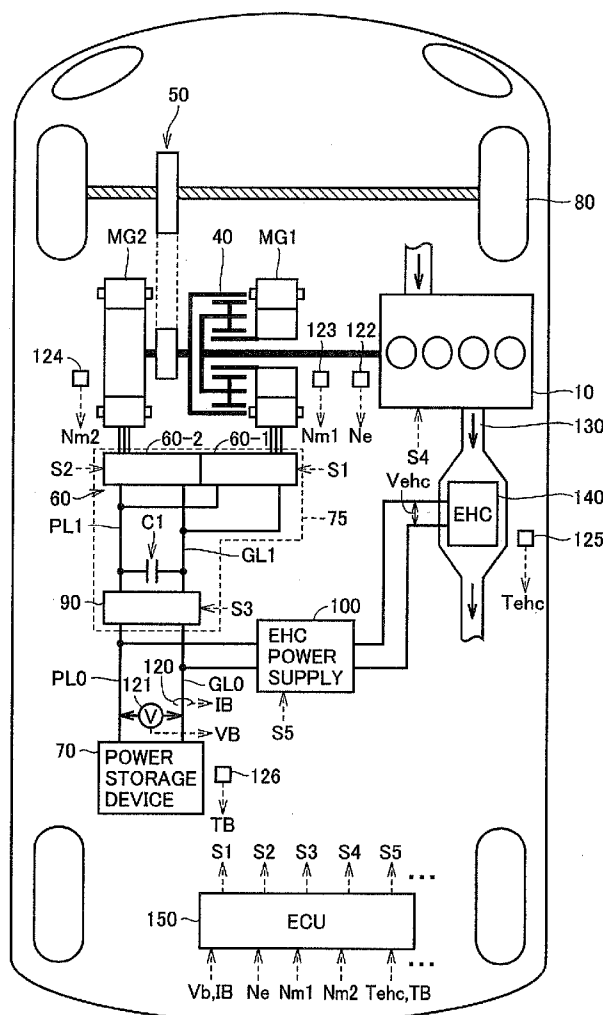 50
80
MG2
40
MG1
123 122
124
10
Nm2
60-2 60-1
Nm1 Ne
130
S2
S1
S4
60
Vehc
140
EHC
PL1
C1
75
125
GL1
90
S3
100
Tehc
EHC
POWER
SUPPLY
PL0
120
GL0
121
IB
V
VB
S5
70
POWER
STORAGE
DEVICE
126
TB
S1 S2 S3 S4 S5 ...
150
ECU
...
Vb,IB Ne Nm1 Nm2 Tehc,TB